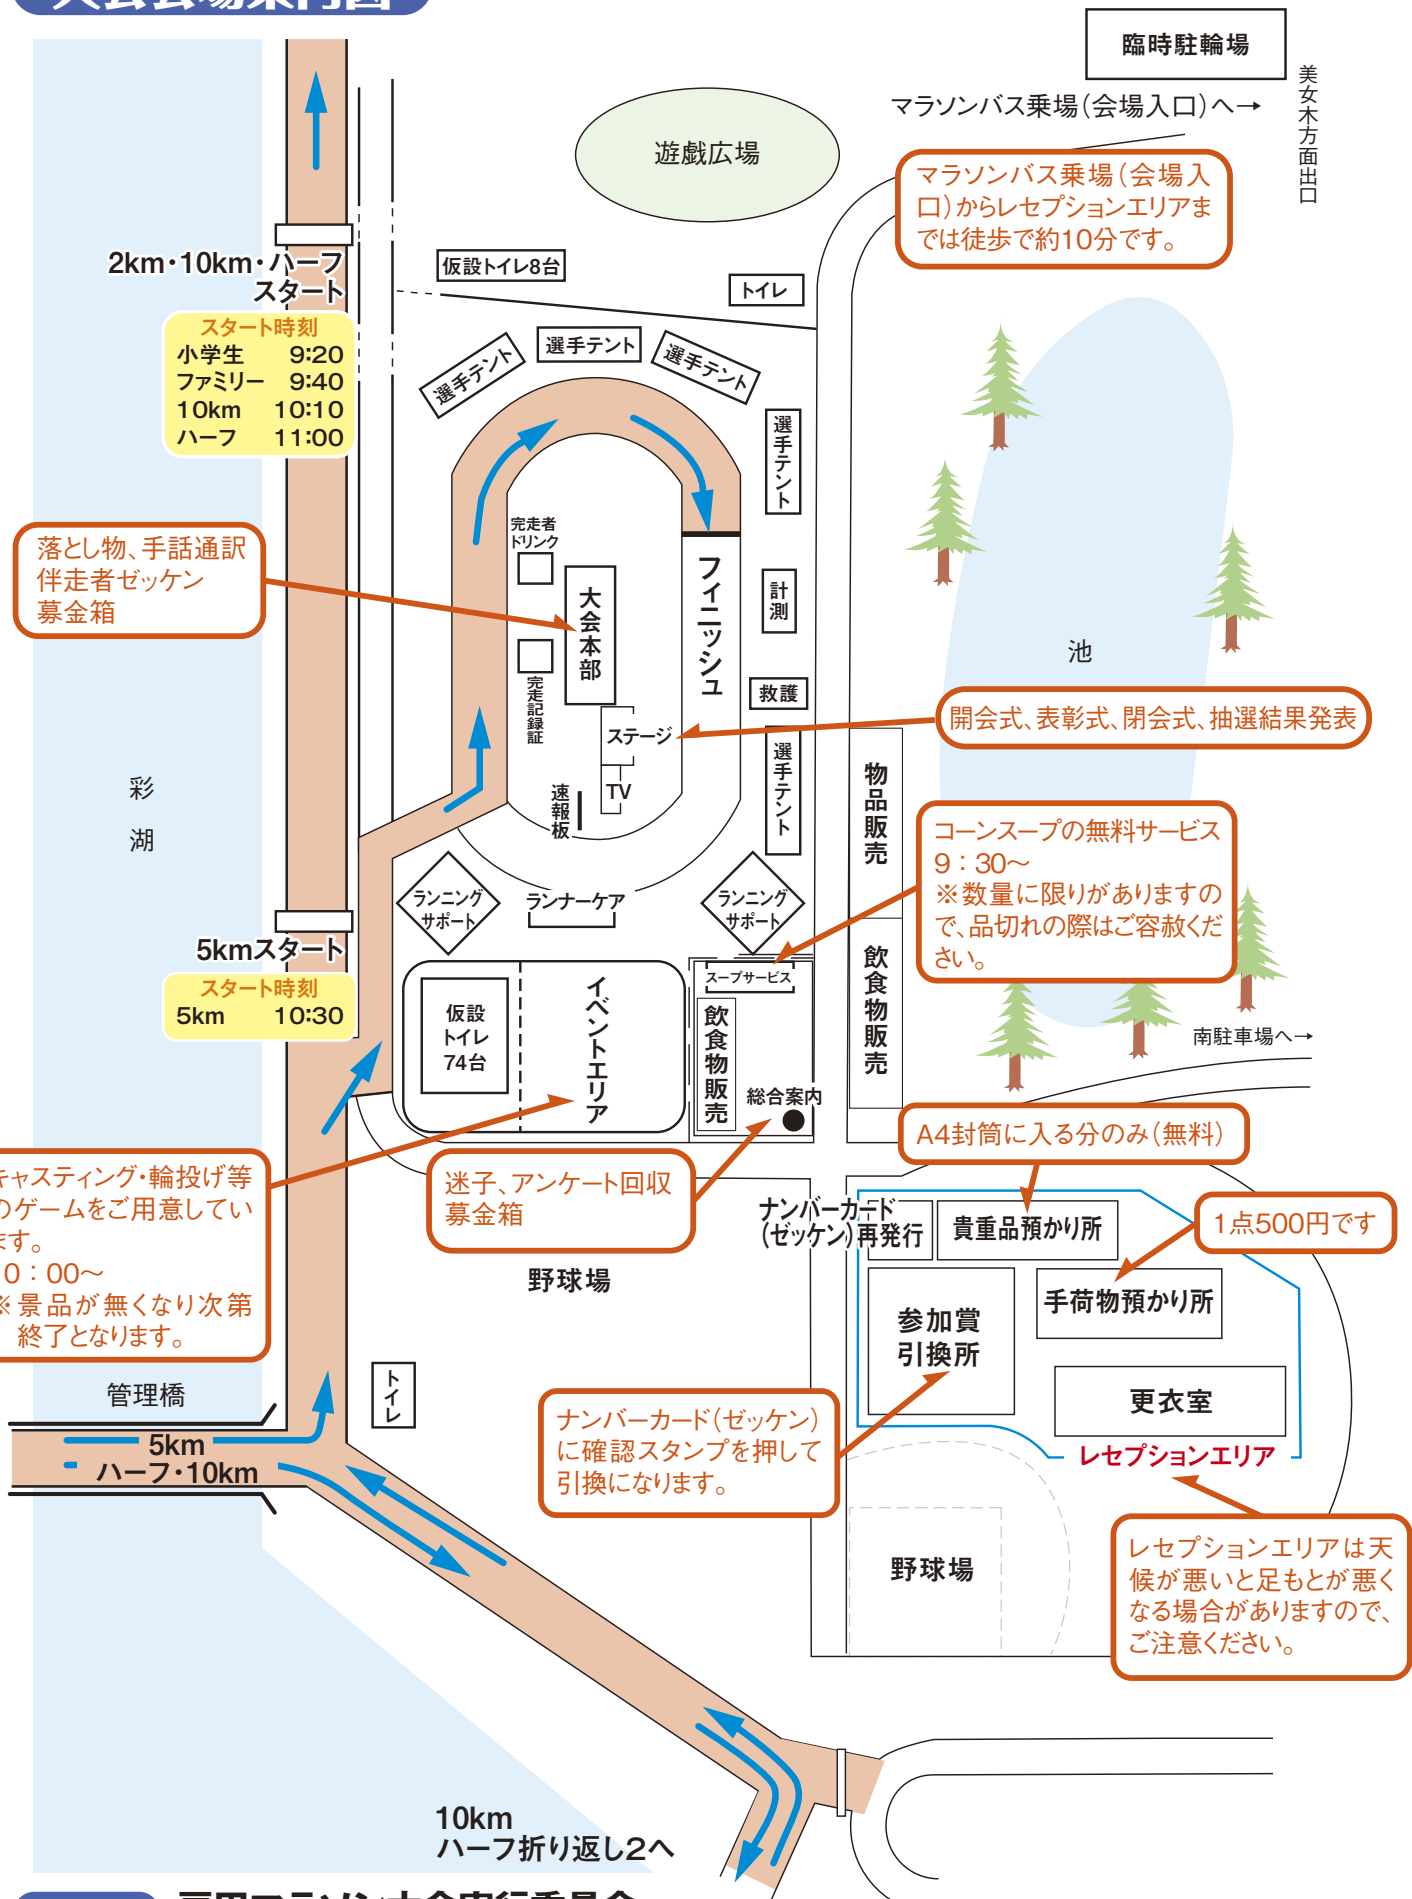 大会会場案内図
臨時駐輪場
美女木方面出口
マラソンバス乗場(会場入口)へ→
遊戯広場
マラソンバス乗場(会場入
口)からレセプションエリアま
では徒歩で約10分です。
2km・10km・ハーフ
スタート
スタート時刻
小学生 9:20
ファミリー 9:40
10km 10:10
ハーフ 11:00
仮設トイレ8台
トイレ
選手テント
選手テント
選手テント
選手テント
落とし物、手話通訳
伴走者ゼッケン
募金箱
完走者
ドリンク
大会本部
フィニッシュ
計測
池
完走記録証
救護
ステージ
開会式、表彰式、閉会式、抽選結果発表
選手テント
TV
速報板
物品販売
彩湖
コーンスープの無料サービス
9:30〜
※数量に限りがありますの
で、品切れの際はご容赦くだ
さい。
ランニング
サポート
ランナーケア
ランニング
サポート
5kmスタート
スタート時刻
5km 10:30
仮設
トイレ
74台
イベントエリア
スープサービス
飲食物販売
総合案内
飲食物販売
南駐車場へ→
A4封筒に入る分のみ(無料)
キャスティング・輪投げ等
のゲームをご用意してい
ます。
0:00〜
※景品が無くなり次第
終了となります。
迷子、アンケート回収
募金箱
ナンバーカード
(ゼッケン)再発行
貴重品預かり所
1点500円です
野球場
手荷物預かり所
参加賞
引換所
更衣室
トイレ
管理橋
5km
ハーフ・10km
ナンバーカード(ゼッケン)
に確認スタンプを押して
引換になります。
レセプションエリア
野球場
レセプションエリアは天
候が悪いと足もとが悪く
なる場合がありますので、
ご注意ください。
10km
ハーフ折り返し2へ
戸田マラソン大会実行委員会